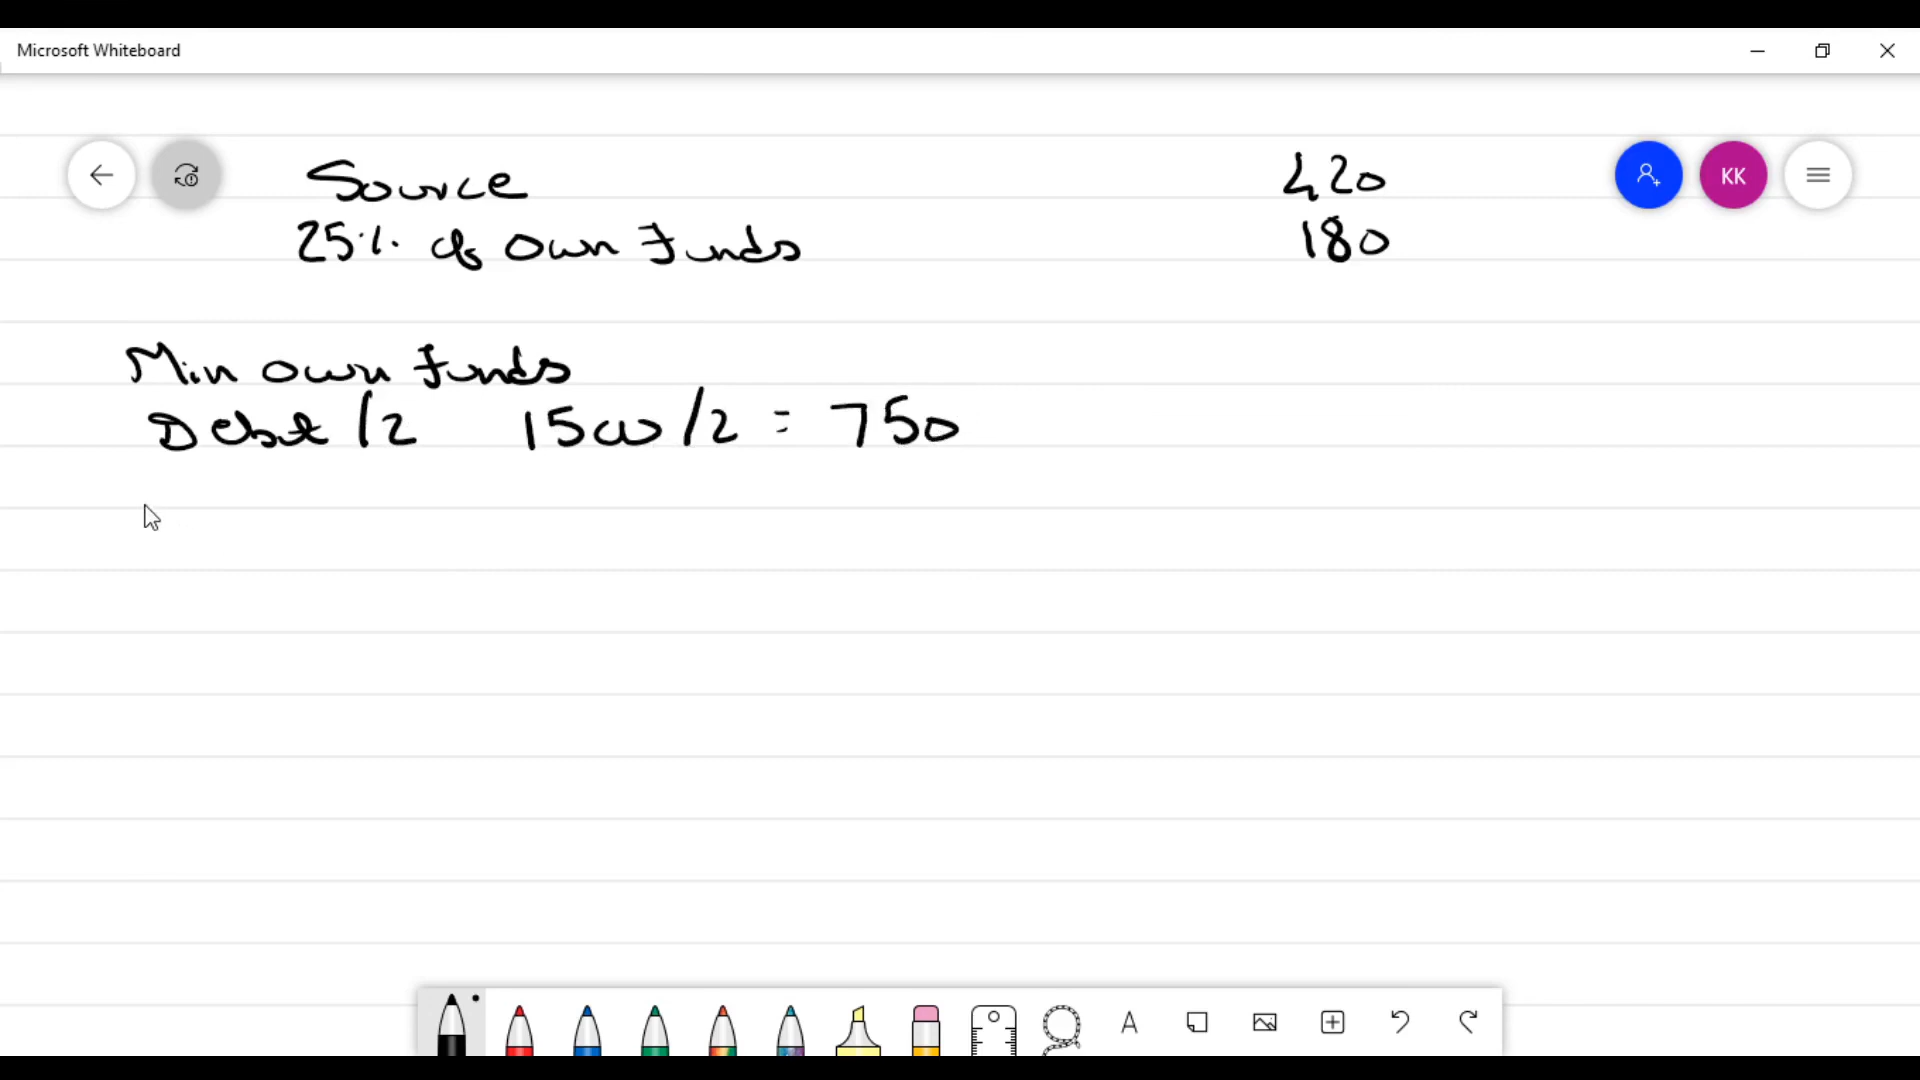 Microsoft Whiteboard
Source 420
25% of Own Funds 180
KK
Min own funds
Debt /2 1500 /2 = 750
A